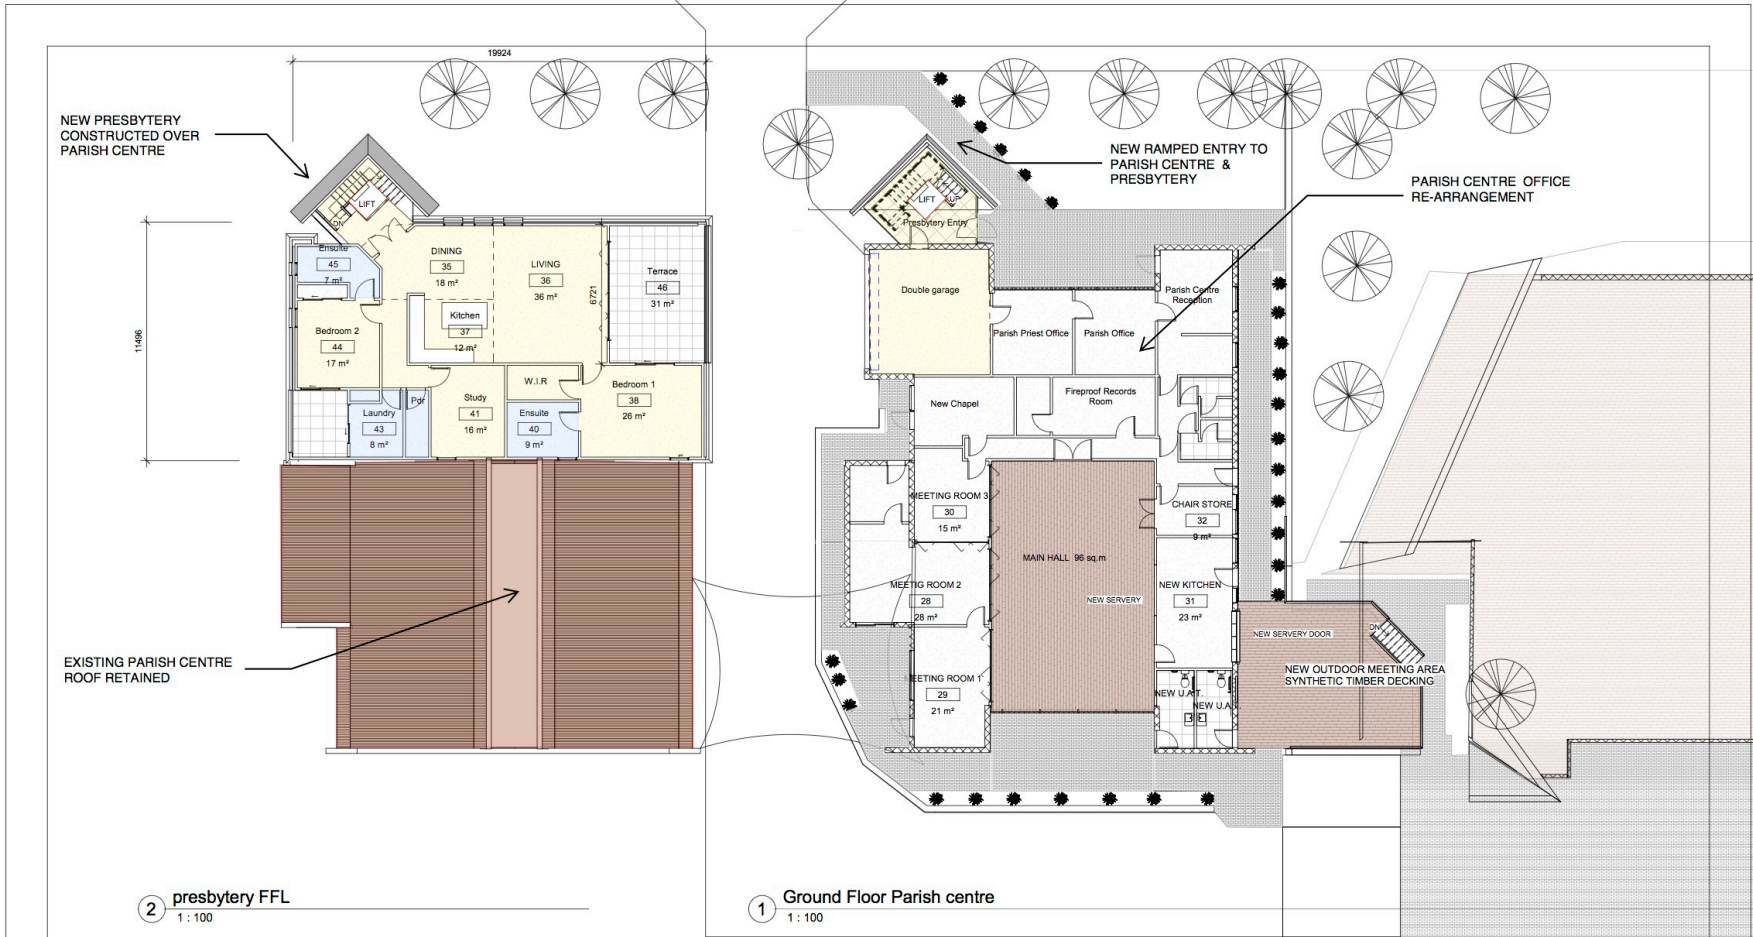 19924
NEW PRESBYTERY
CONSTRUCTED OVER
PARISH CENTRE
LIFT
DN
Ensuite
45
7 m²
DINING
35
18 m²
LIVING
36
36 m²
6721
Terrace
46
31 m²
Kitchen
37
12 m²
11496
Bedroom 2
44
17 m²
W.I.R
Bedroom 1
38
26 m²
Pdr
Study
41
16 m²
Laundry
43
8 m²
Ensuite
40
9 m²
EXISTING PARISH CENTRE
ROOF RETAINED
2
presbytery FFL
1 : 100
NEW RAMPED ENTRY TO
PARISH CENTRE &
PRESBYTERY
PARISH CENTRE OFFICE
RE-ARRANGEMENT
LIFT
UP
Presbytery Entry
Double garage
Parish Centre
Reception
Parish Priest Office
Parish Office
New Chapel
Fireproof Records
Room
MEETING ROOM 3
30
15 m²
CHAIR STORE
32
9 m²
MAIN HALL 96 sq.m
MEETIG ROOM 2
28
28 m²
NEW KITCHEN
31
23 m²
NEW SERVERY
NEW SERVERY DOOR
DN
NEW OUTDOOR MEETING AREA
SYNTHETIC TIMBER DECKING
MEETING ROOM 1
29
21 m²
NEW U.A.T.
NEW U.A
1
Ground Floor Parish centre
1 : 100